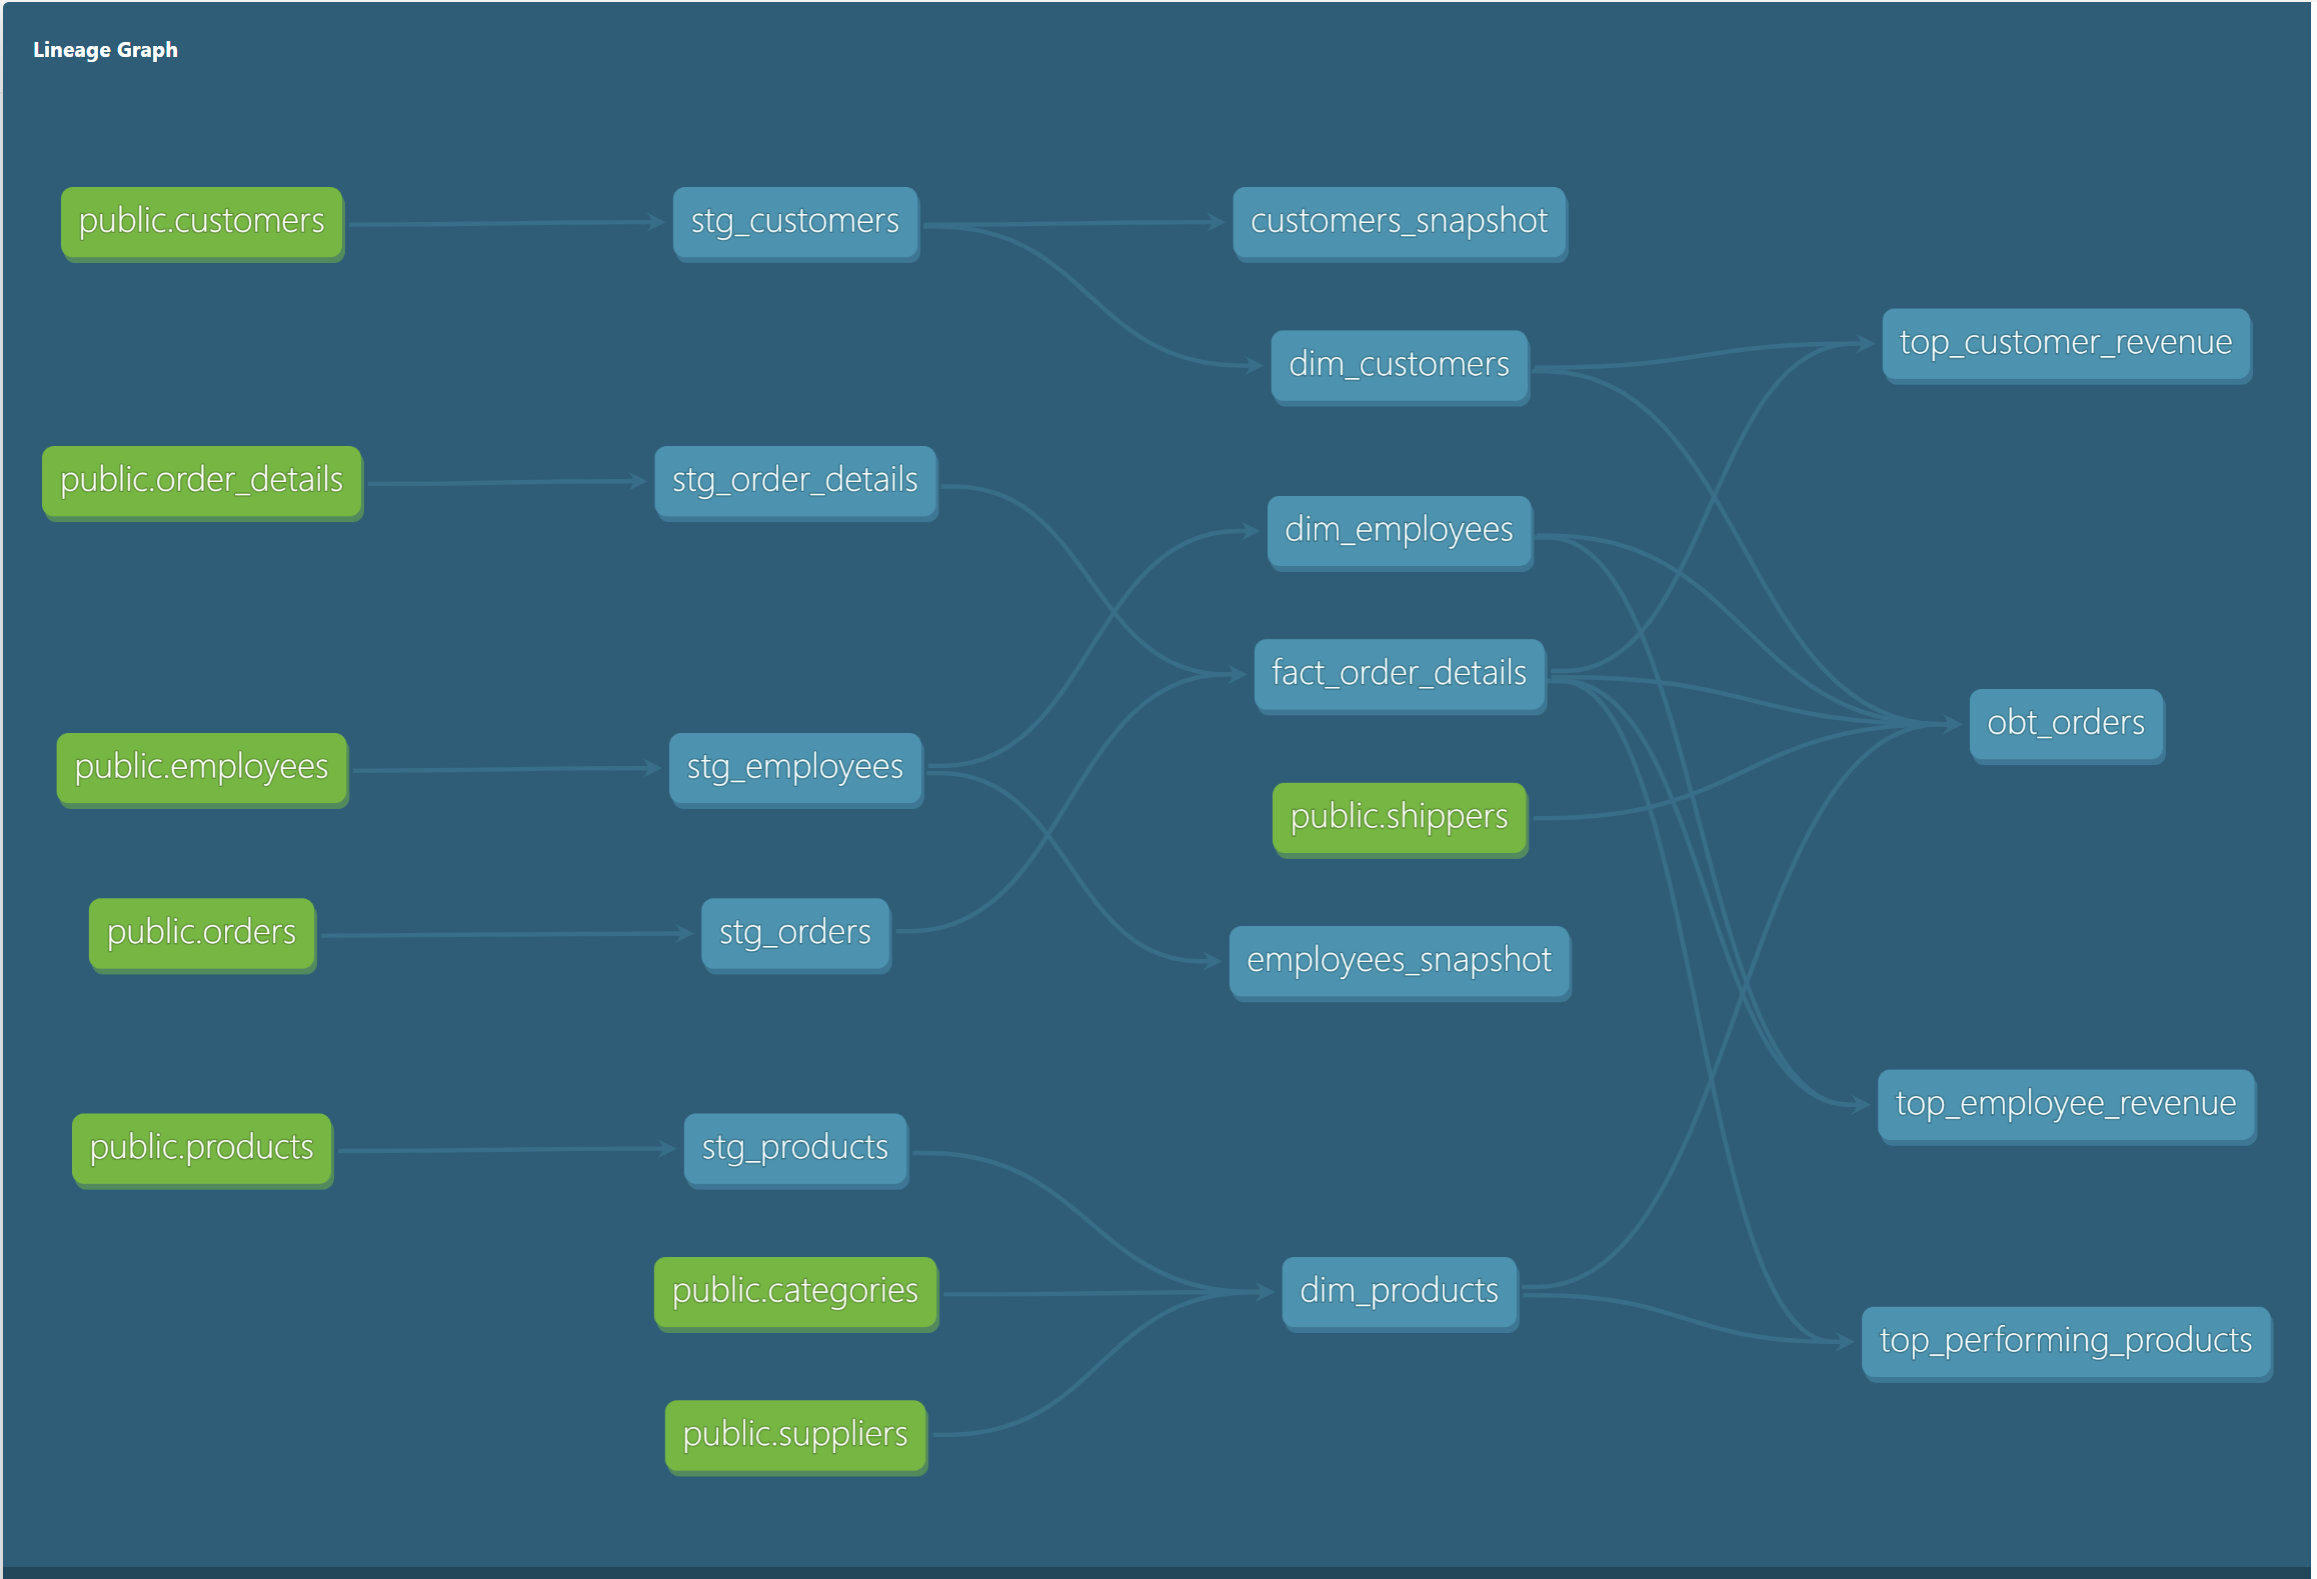 Lineage Graph
public.customers
stg_customers
customers_snapshot
top_customer_revenue
dim_customers
public.order_details
stg_order_details
dim_employees
fact_order_details
obt_orders
public.employees
stg_employees
public.shippers
public.orders
stg_orders
employees_snapshot
top_employee_revenue
public.products
stg_products
public.categories
dim_products
top_performing_products
public.suppliers